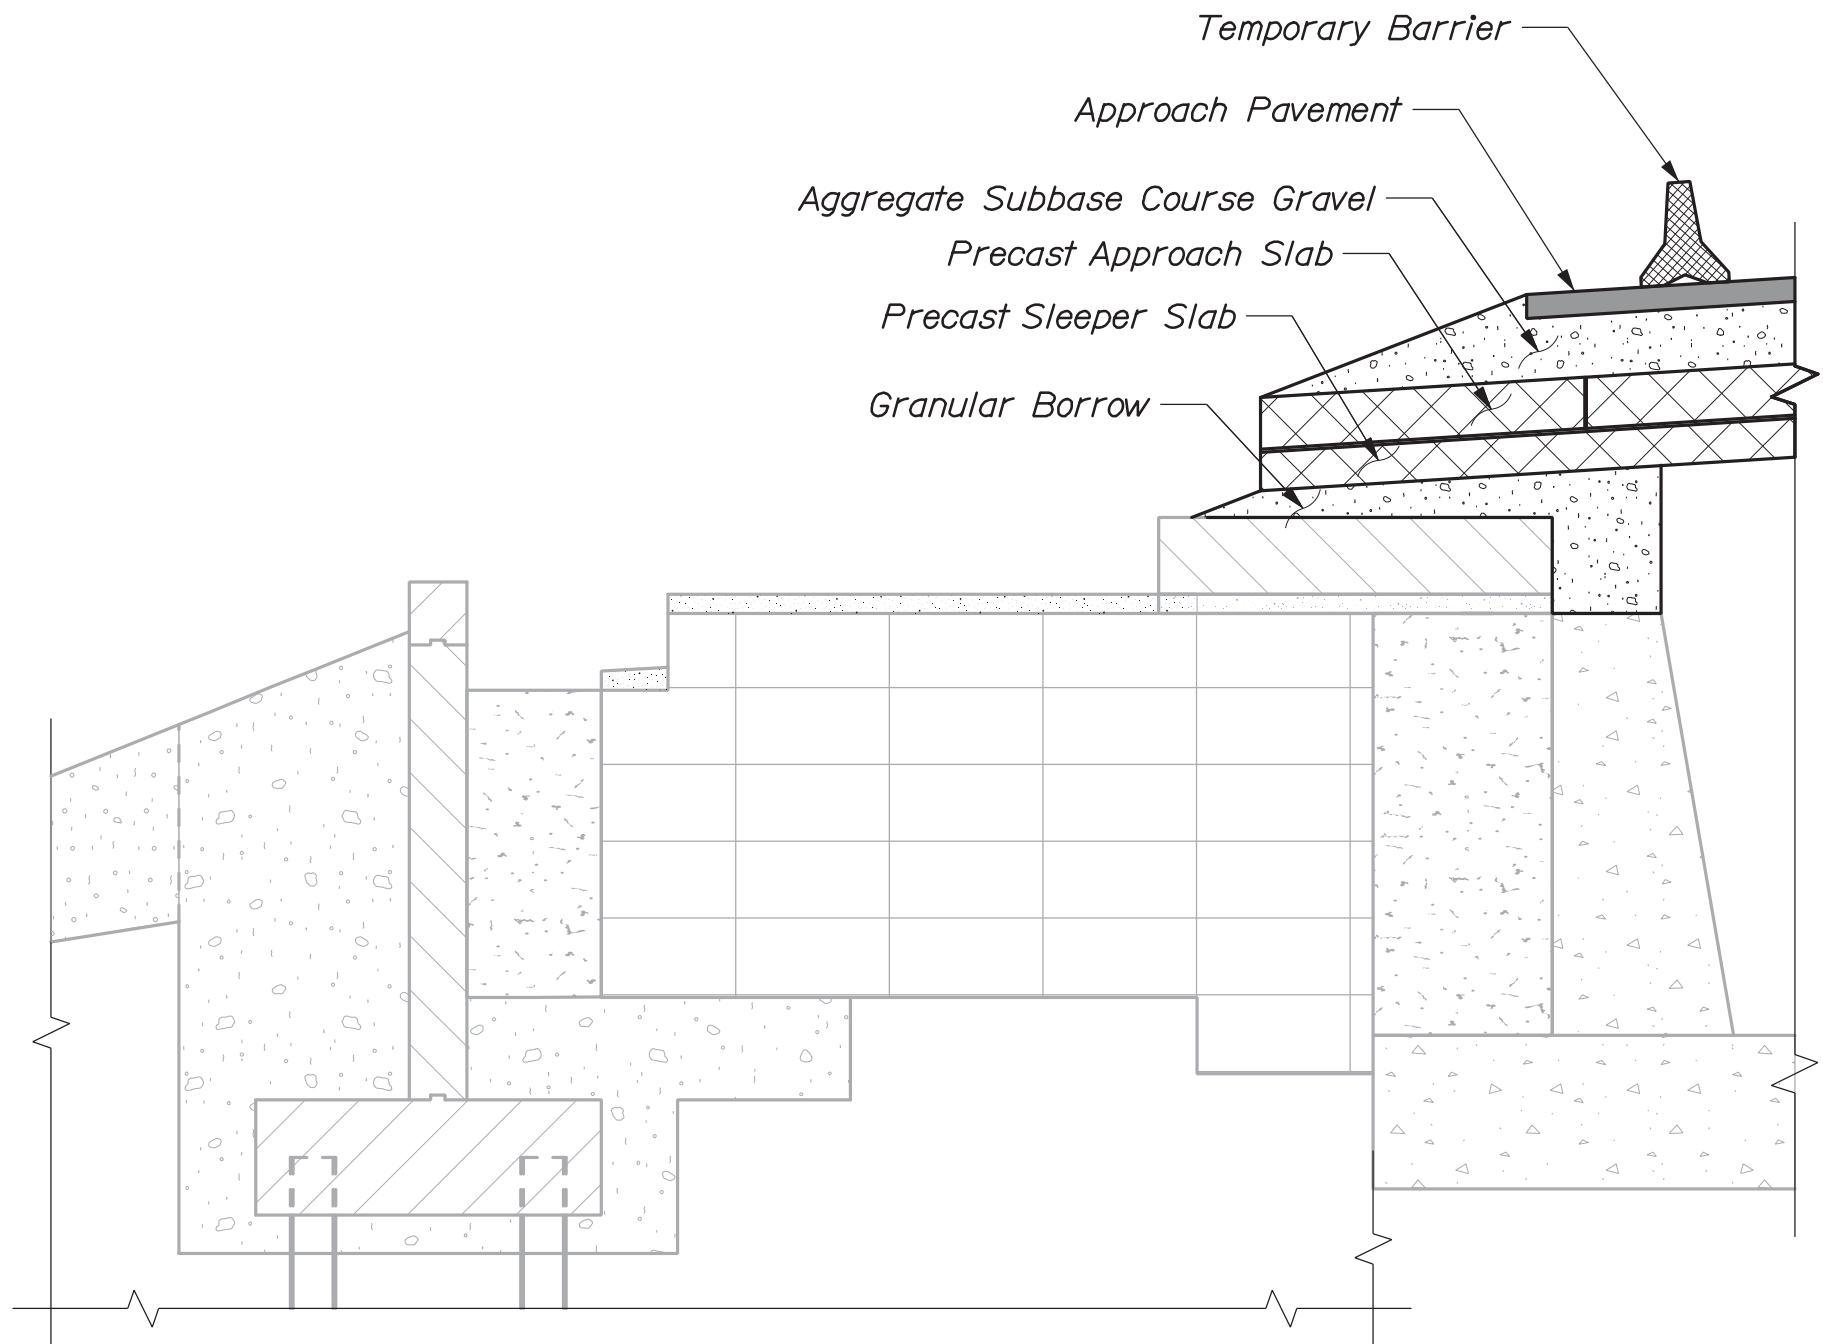 Temporary Barrier
Approach Pavement
Aggregate Subbase Course Gravel
Precast Approach Slab
Precast Sleeper Slab
Granular Borrow